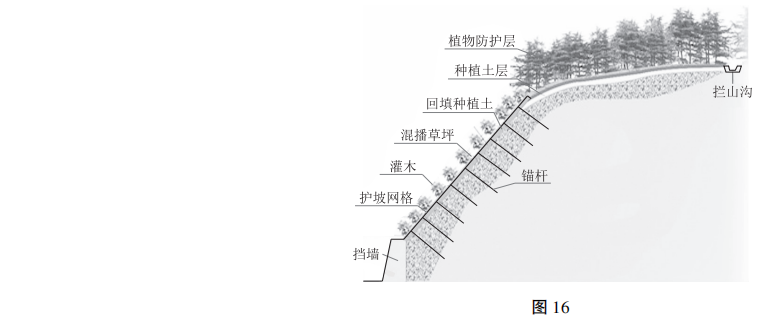 植物防护层
种植土层
拦山沟
回填种植土
混播草坪
灌木
锚杆
护坡网格
挡墙
图 16